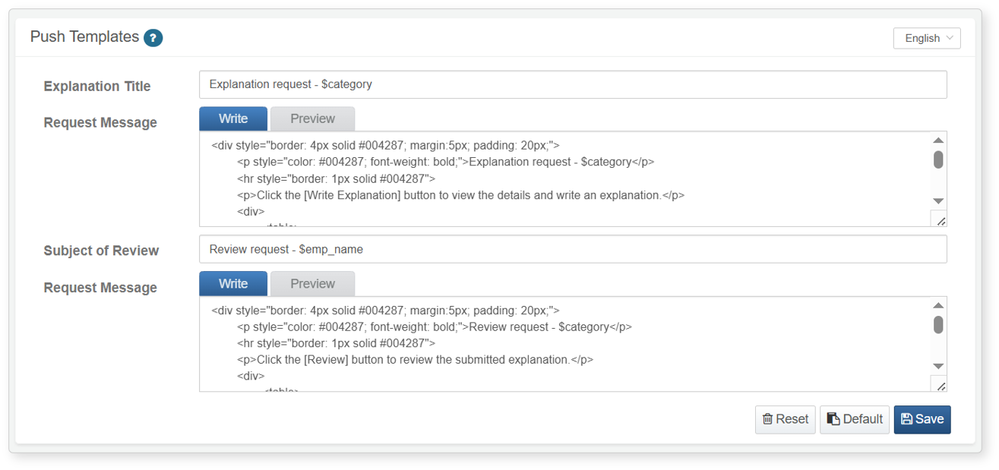 Push Templates ?
English
Explanation Title
Explanation request - $category
Request Message
Write
Preview
<div style="border: 4px solid #004287; margin:5px; padding: 20px;">
<p style="color: #004287; font-weight: bold;">Explanation request - $category</p>
<hr style="border: 1px solid #004287">
<p>Click the [Write Explanation] button to view the details and write an explanation.</p>
<div>
<table>
Subject of Review
Review request - $emp_name
Request Message
Write
Preview
<div style="border: 4px solid #004287; margin:5px; padding: 20px;">
<p style="color: #004287; font-weight: bold;">Review request - $category</p>
<hr style="border: 1px solid #004287">
<p>Click the [Review] button to review the submitted explanation.</p>
<div>
<table>
Reset
Default
Save